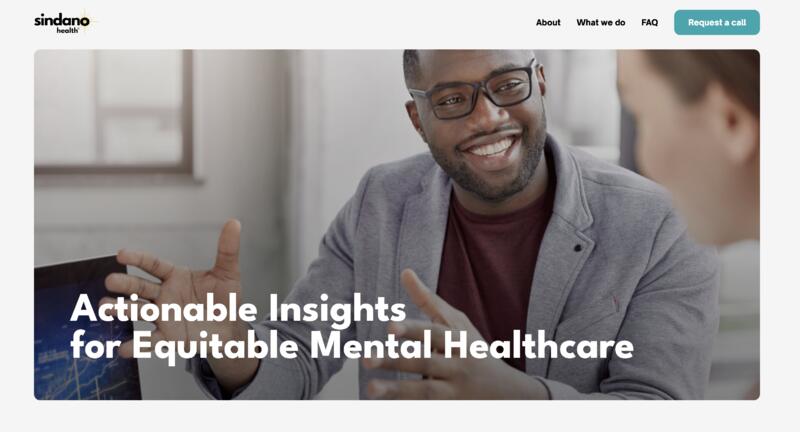 sindano
health
About
What we do
FAQ
Request a call
Actionable Insights
for Equitable Mental Healthcare